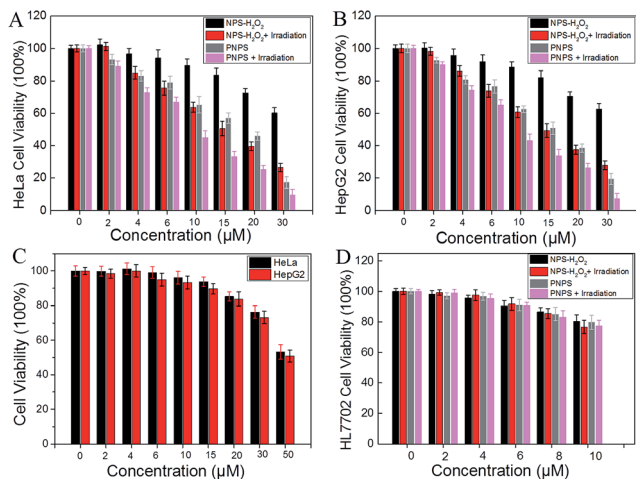 A
NPS-H₂O₂
NPS-H₂O₂+ Irradiation
PNPS
PNPS + Irradiation
HeLa Cell Viability (100%)
120
100
80
60
40
20
0
0 2 4 6 10 15 20 30
Concentration (μM)
B
NPS-H₂O₂
NPS-H₂O₂+ Irradiation
PNPS
PNPS + Irradiation
HepG2 Cell Viability (100%)
120
100
80
60
40
20
0
0 2 4 6 10 15 20 30
Concentration (μM)
C
HeLa
HepG2
Cell Viability (100%)
100
80
60
40
20
0
0 2 4 6 10 15 20 30 50
Concentration (μM)
D
NPS-H₂O₂
NPS-H₂O₂+ Irradiation
PNPS
PNPS + Irradiation
HL7702 Cell Viability (100%)
120
100
80
60
40
20
0
0 2 4 6 8 10
Concentration (μM)